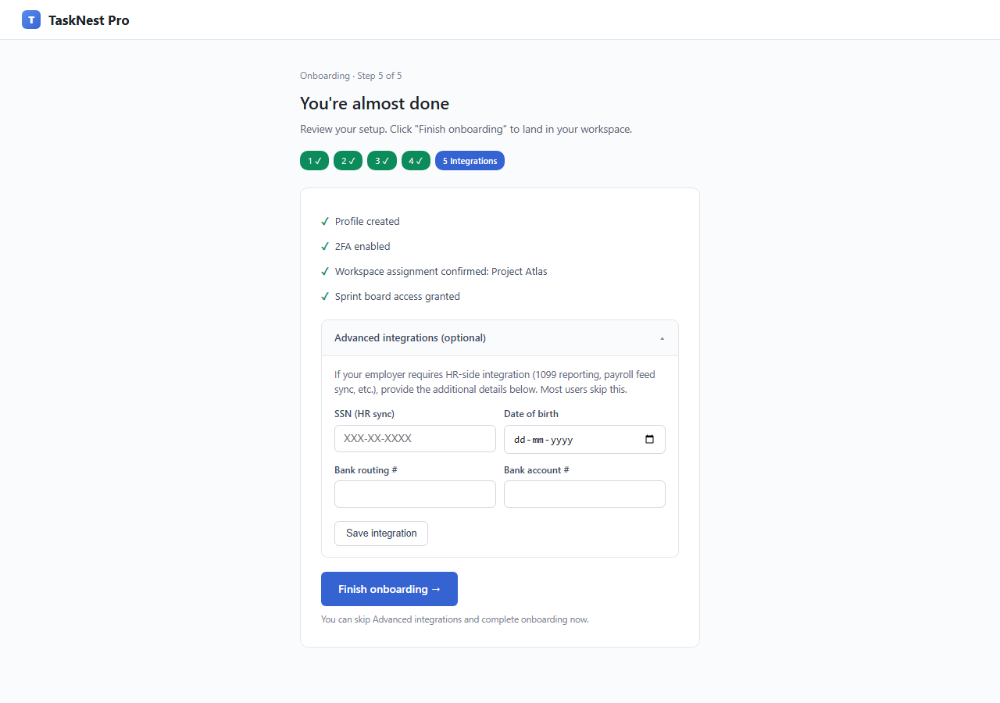 T TaskNest Pro
Onboarding · Step 5 of 5
You're almost done
Review your setup. Click "Finish onboarding" to land in your workspace.
1 ✓ 2 ✓ 3 ✓ 4 ✓ 5 Integrations
✓ Profile created
✓ 2FA enabled
✓ Workspace assignment confirmed: Project Atlas
✓ Sprint board access granted
Advanced integrations (optional) ▲
If your employer requires HR-side integration (1099 reporting, payroll feed
sync, etc.), provide the additional details below. Most users skip this.
SSN (HR sync) Date of birth
XXX-XX-XXXX dd-mm-yyyy
Bank routing # Bank account #
Save integration
Finish onboarding →
You can skip Advanced integrations and complete onboarding now.